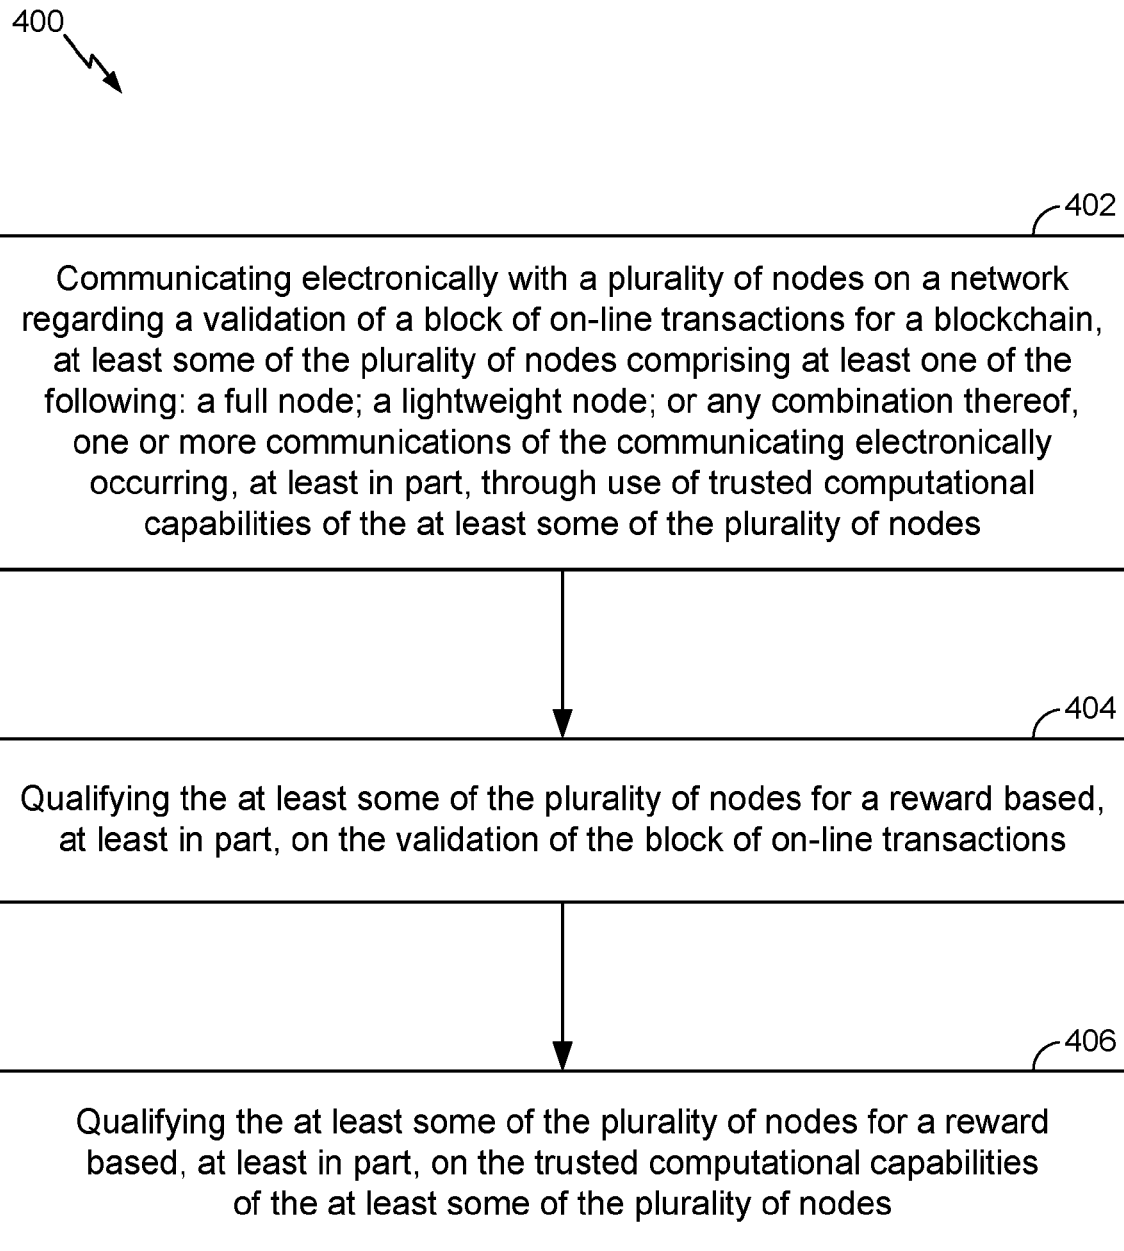 400
402
Communicating electronically with a plurality of nodes on a network
regarding a validation of a block of on-line transactions for a blockchain,
at least some of the plurality of nodes comprising at least one of the
following: a full node; a lightweight node; or any combination thereof,
one or more communications of the communicating electronically
occurring, at least in part, through use of trusted computational
capabilities of the at least some of the plurality of nodes
404
Qualifying the at least some of the plurality of nodes for a reward based,
at least in part, on the validation of the block of on-line transactions
406
Qualifying the at least some of the plurality of nodes for a reward
based, at least in part, on the trusted computational capabilities
of the at least some of the plurality of nodes